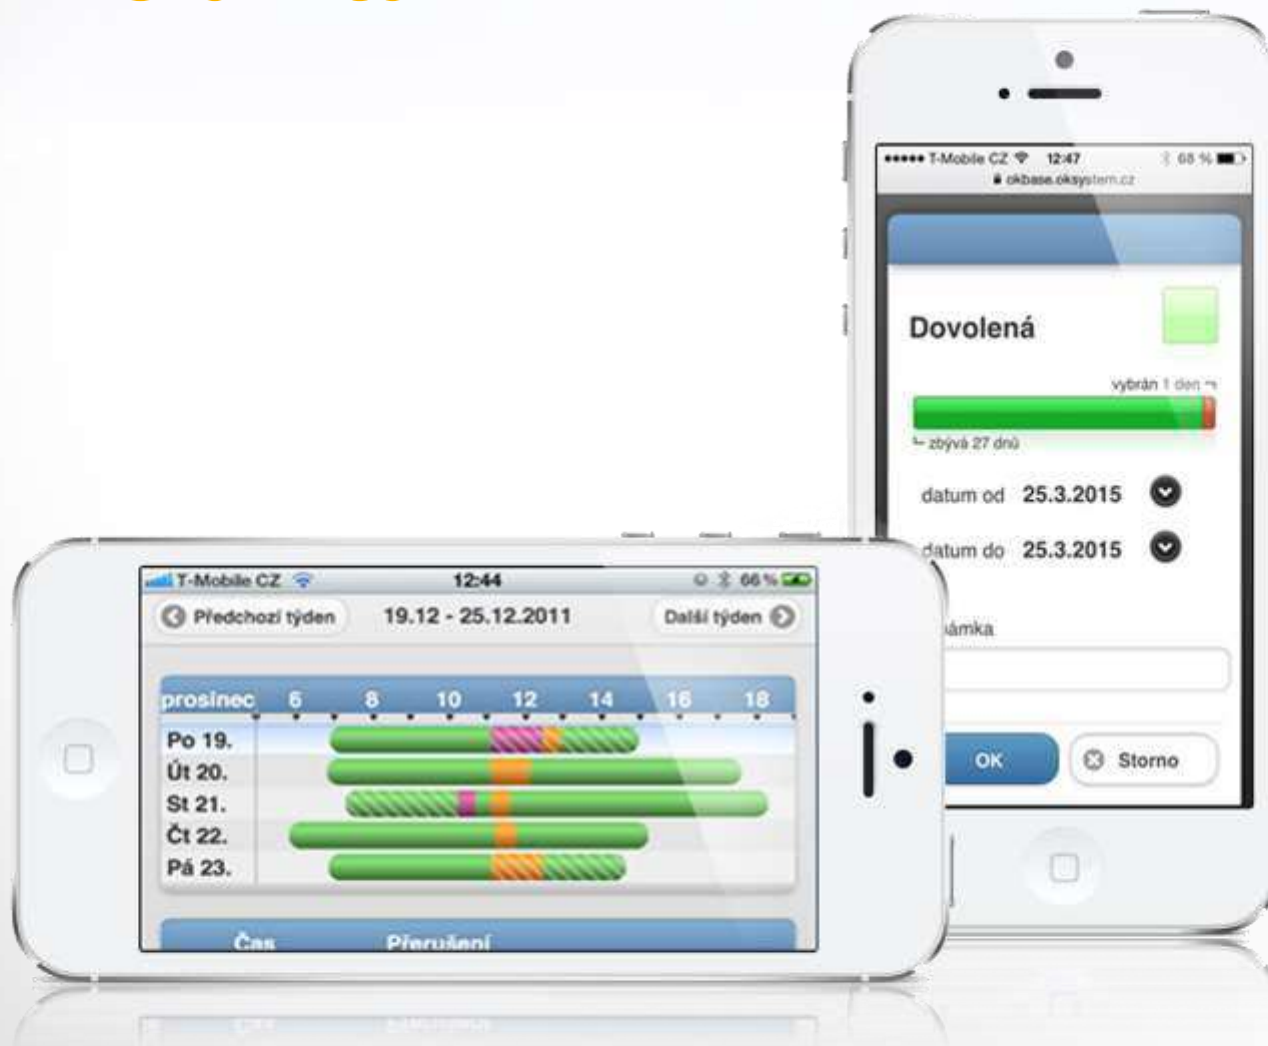 T-Mobile CZ 12:47 68 %
okbase.oksystem.cz
Dovolená
vybrán 1 den
zbývá 27 dnů
datum od 25.3.2015
datum do 25.3.2015
OK Storno
T-Mobile CZ 12:44 66 %
Předchozí týden 19.12 - 25.12.2011 Další týden
prosinec 6 8 10 12 14 16 18
Po 19.
Út 20.
St 21.
Čt 22.
Pá 23.
Čas Přerušení